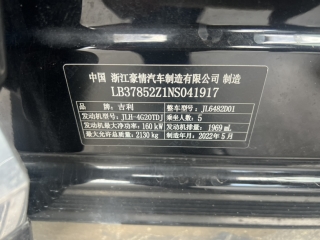 中国 浙江豪情汽车制造有限公司 制造
LB37852Z1NS041917
品牌：吉利 整车型号：JL6482D01
发动机型号：JLH-4G20TDJ 乘坐人数：5
发动机最大净功率：160 kW 发动机排量：1969 mL
最大允许总质量：2130 kg 制造年月：2022年5月